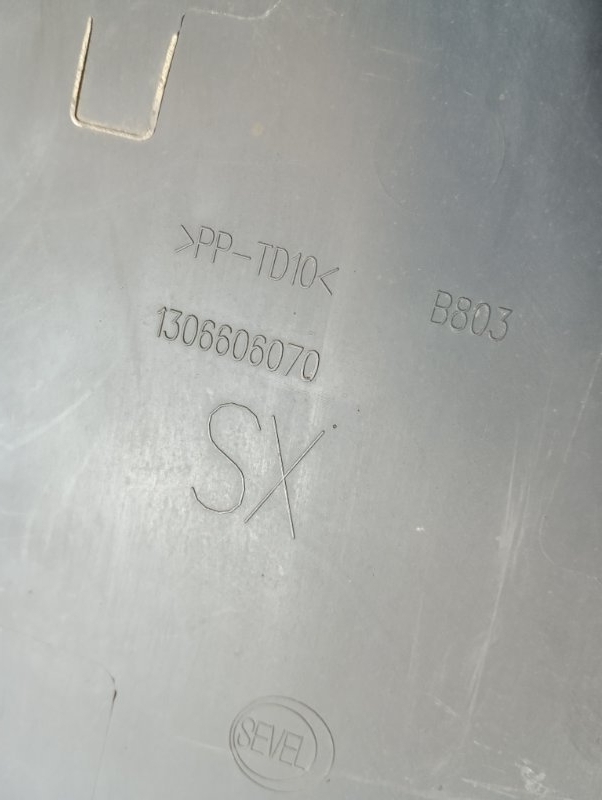 >PP-TD10<
B803
1306606070
SX
SEVEL